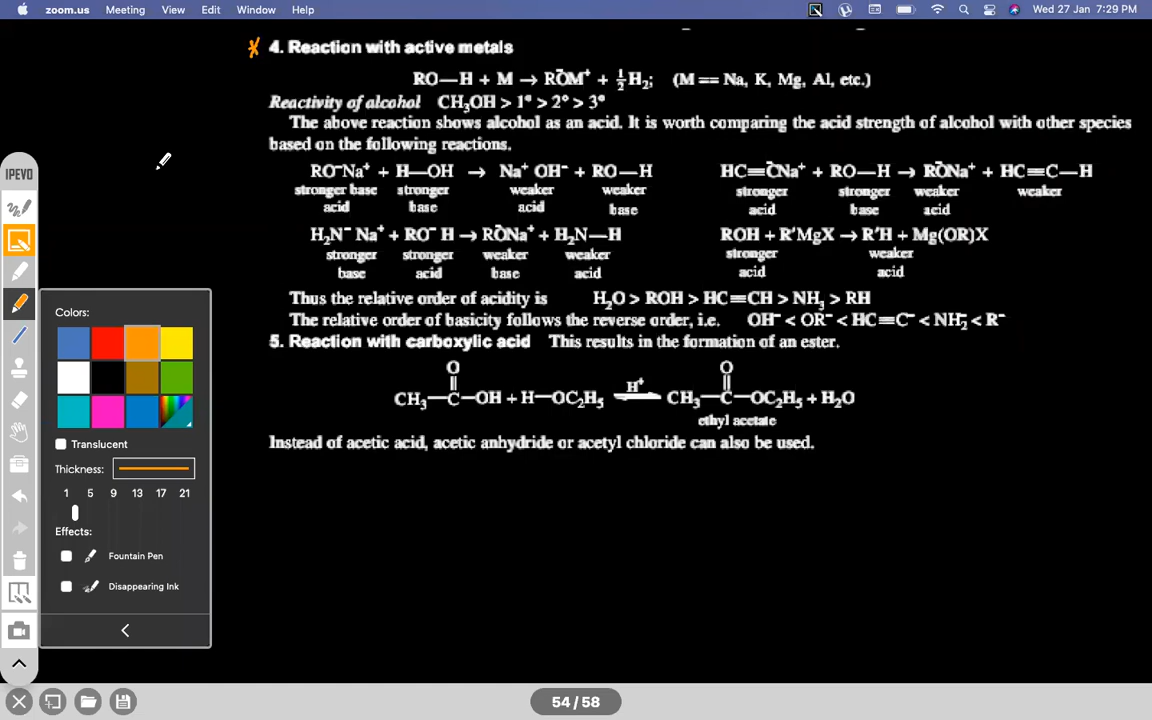 zoom.us Meeting View Edit Window Help Wed 27 Jan 7:29 PM
4. Reaction with active metals
RO—H + M → RO⁻M⁺ + ½H₂; (M == Na, K, Mg, Al, etc.)
Reactivity of alcohol CH₃OH > 1° > 2° > 3°
The above reaction shows alcohol as an acid. It is worth comparing the acid strength of alcohol with other species
based on the following reactions.
RO⁻Na⁺ + H—OH → Na⁺ OH⁻ + RO—H
stronger base stronger weaker weaker
acid base acid base
HC≡C⁻Na⁺ + RO—H → RO⁻Na⁺ + HC≡C—H
stronger stronger weaker weaker
acid base acid
H₂N⁻ Na⁺ + RO⁻ H → RO⁻Na⁺ + H₂N—H
stronger stronger weaker weaker
base acid base acid
ROH + R'MgX → R'H + Mg(OR)X
stronger weaker
acid acid
Thus the relative order of acidity is H₂O > ROH > HC≡CH > NH₃ > RH
The relative order of basicity follows the reverse order, i.e. OH⁻ < OR⁻ < HC≡C⁻ < NH₂⁻ < R⁻
5. Reaction with carboxylic acid This results in the formation of an ester.
O O
CH₃—C—OH + H—OC₂H₅ H⁺ CH₃—C—OC₂H₅ + H₂O
ethyl acetate
Instead of acetic acid, acetic anhydride or acetyl chloride can also be used.
IPEVO
Colors:
Translucent
Thickness:
1 5 9 13 17 21
Effects:
Fountain Pen
Disappearing Ink
54 / 58